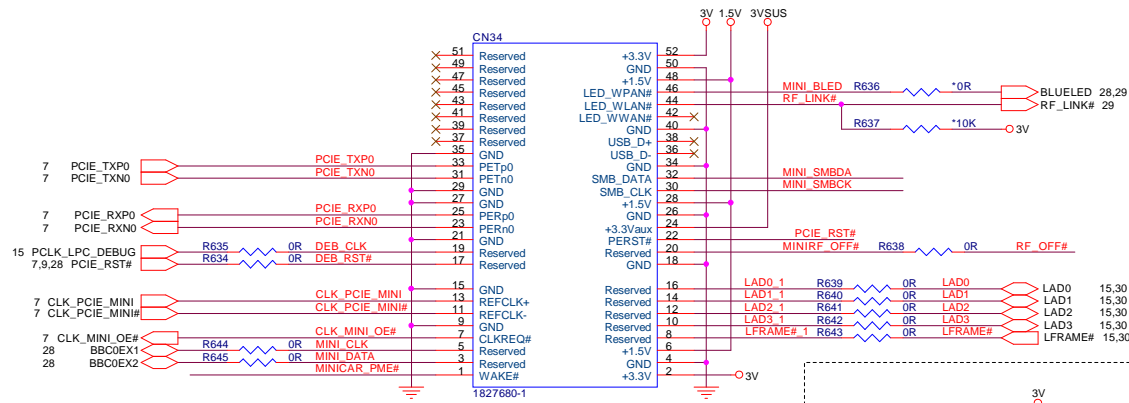 3V 1.5V 3VSUS
CN34
51 Reserved +3.3V 52
49 Reserved GND 50
47 Reserved +1.5V 48
45 Reserved LED_WPAN# 46 MINI_BLED R636 *0R BLUELED 28,29
43 Reserved LED_WLAN# 44 RF_LINK# RF_LINK# 29
41 Reserved LED_WWAN# 42
39 Reserved GND 40 R637 *10K 3V
37 Reserved USB_D+ 38
35 GND USB_D- 36
7 PCIE_TXP0 PCIE_TXP0 33 PETp0 GND 34
7 PCIE_TXN0 PCIE_TXN0 31 PETn0 SMB_DATA 32 MINI_SMBDA
29 GND SMB_CLK 30 MINI_SMBCK
27 GND +1.5V 28
7 PCIE_RXP0 PCIE_RXP0 25 PERp0 GND 26
7 PCIE_RXN0 PCIE_RXN0 23 PERn0 +3.3Vaux 24
21 GND PERST# 22 PCIE_RST#
15 PCLK_LPC_DEBUG R635 0R DEB_CLK 19 Reserved Reserved 20 MINIRF_OFF# R638 0R RF_OFF#
7,9,28 PCIE_RST# R634 0R DEB_RST# 17 Reserved GND 18
15 GND Reserved 16 LAD0_1 R639 0R LAD0 LAD0 15,30
7 CLK_PCIE_MINI CLK_PCIE_MINI 13 REFCLK+ Reserved 14 LAD1_1 R640 0R LAD1 LAD1 15,30
7 CLK_PCIE_MINI# CLK_PCIE_MINI# 11 REFCLK- Reserved 12 LAD2_1 R641 0R LAD2 LAD2 15,30
9 GND Reserved 10 LAD3_1 R642 0R LAD3 LAD3 15,30
7 CLK_MINI_OE# CLK_MINI_OE# 7 CLKREQ# Reserved 8 LFRAME#_1 R643 0R LFRAME# LFRAME# 15,30
28 BBC0EX1 R644 0R MINI_CLK 5 Reserved +1.5V 6
28 BBC0EX2 R645 0R MINI_DATA 3 Reserved GND 4
MINICAR_PME# 1 WAKE# +3.3V 2 3V
1827680-1
3V